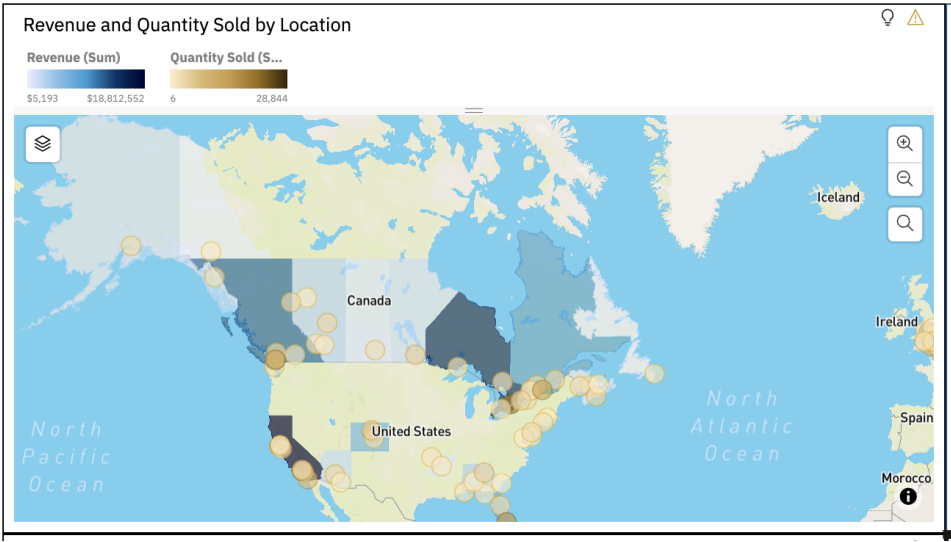 Revenue and Quantity Sold by Location
Revenue (Sum)
Quantity Sold (S...
$5,193
$18,812,552
6
28,844
Iceland
Canada
Ireland
North
Pacific
Ocean
United States
North
Atlantic
Ocean
Spain
Morocco